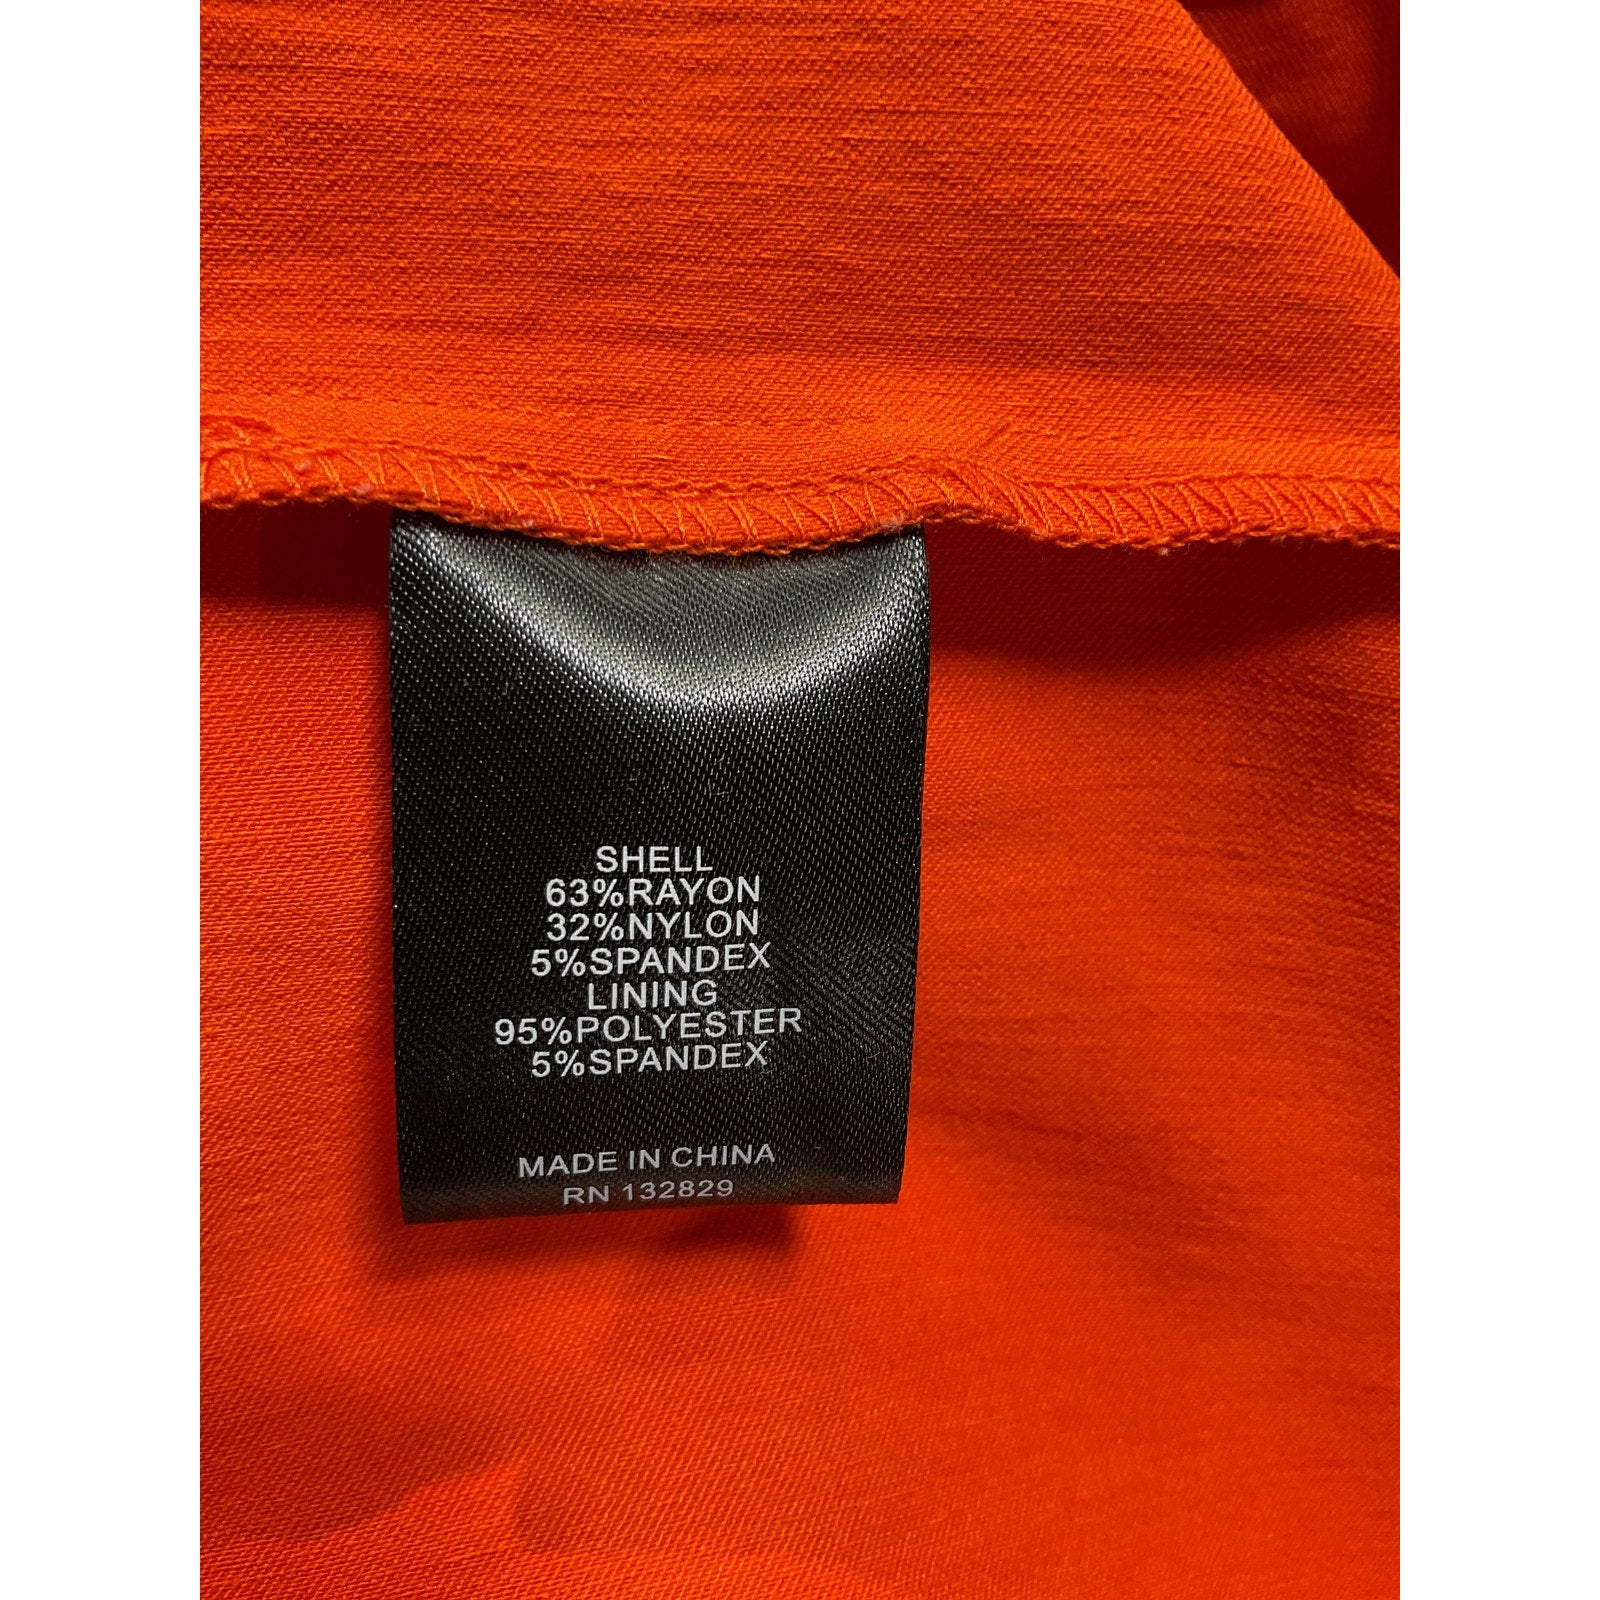 SHELL
63%RAYON
32%NYLON
5%SPANDEX
LINING
95%POLYESTER
5%SPANDEX
MADE IN CHINA
RN 132829